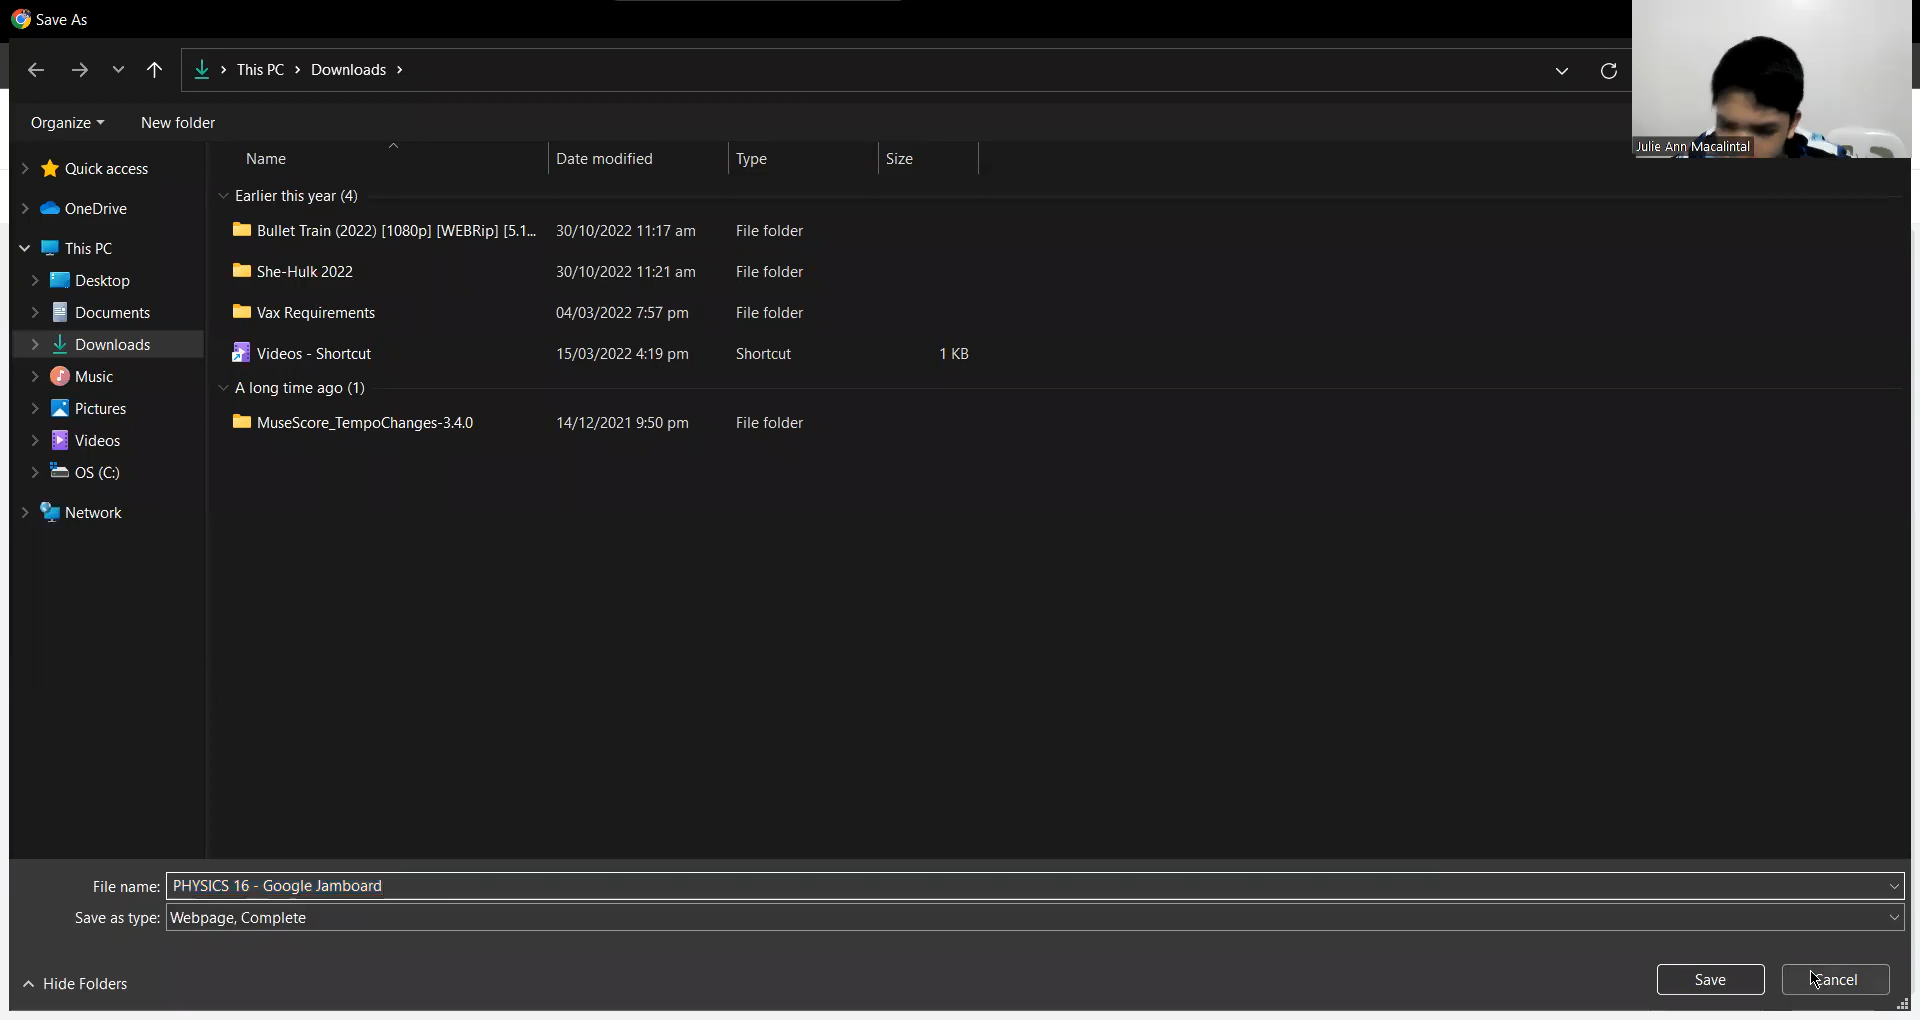 Save As
This PC > Downloads >
Organize
New folder
Name
Date modified
Type
Size
Julie Ann Macalintal
Quick access
OneDrive
This PC
Desktop
Documents
Downloads
Music
Pictures
Videos
OS (C:)
Network
Earlier this year (4)
Bullet Train (2022) [1080p] [WEBRip] [5.1... 30/10/2022 11:17 am File folder
She-Hulk 2022 30/10/2022 11:21 am File folder
Vax Requirements 04/03/2022 7:57 pm File folder
Videos - Shortcut 15/03/2022 4:19 pm Shortcut 1 KB
A long time ago (1)
MuseScore_TempoChanges-3.4.0 14/12/2021 9:50 pm File folder
File name: PHYSICS 16 - Google Jamboard
Save as type: Webpage, Complete
Hide Folders
Save
Cancel